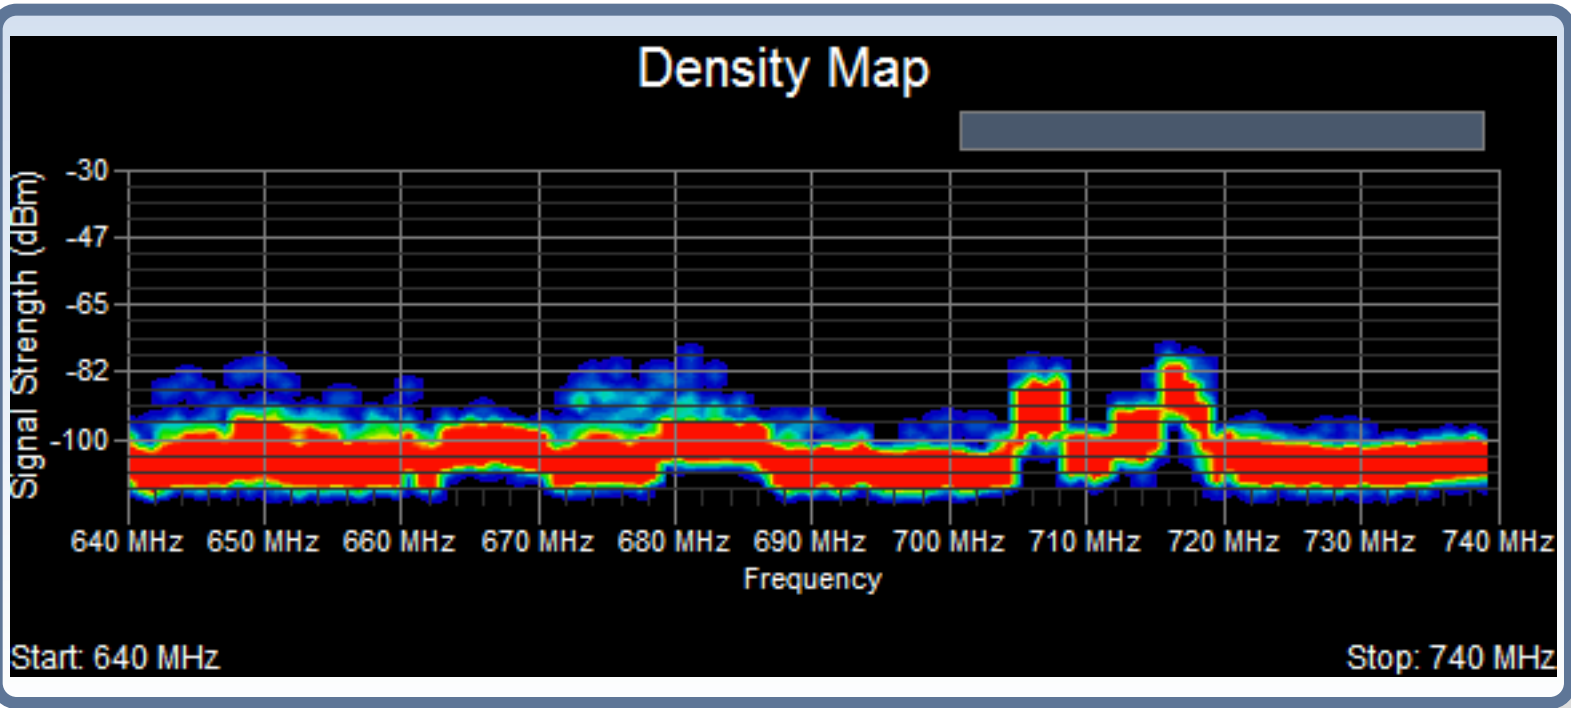 Density Map
Signal Strength (dBm)
-30
-47
-65
-82
-100
640 MHz 650 MHz 660 MHz 670 MHz 680 MHz 690 MHz 700 MHz 710 MHz 720 MHz 730 MHz 740 MHz
Frequency
Start: 640 MHz Stop: 740 MHz